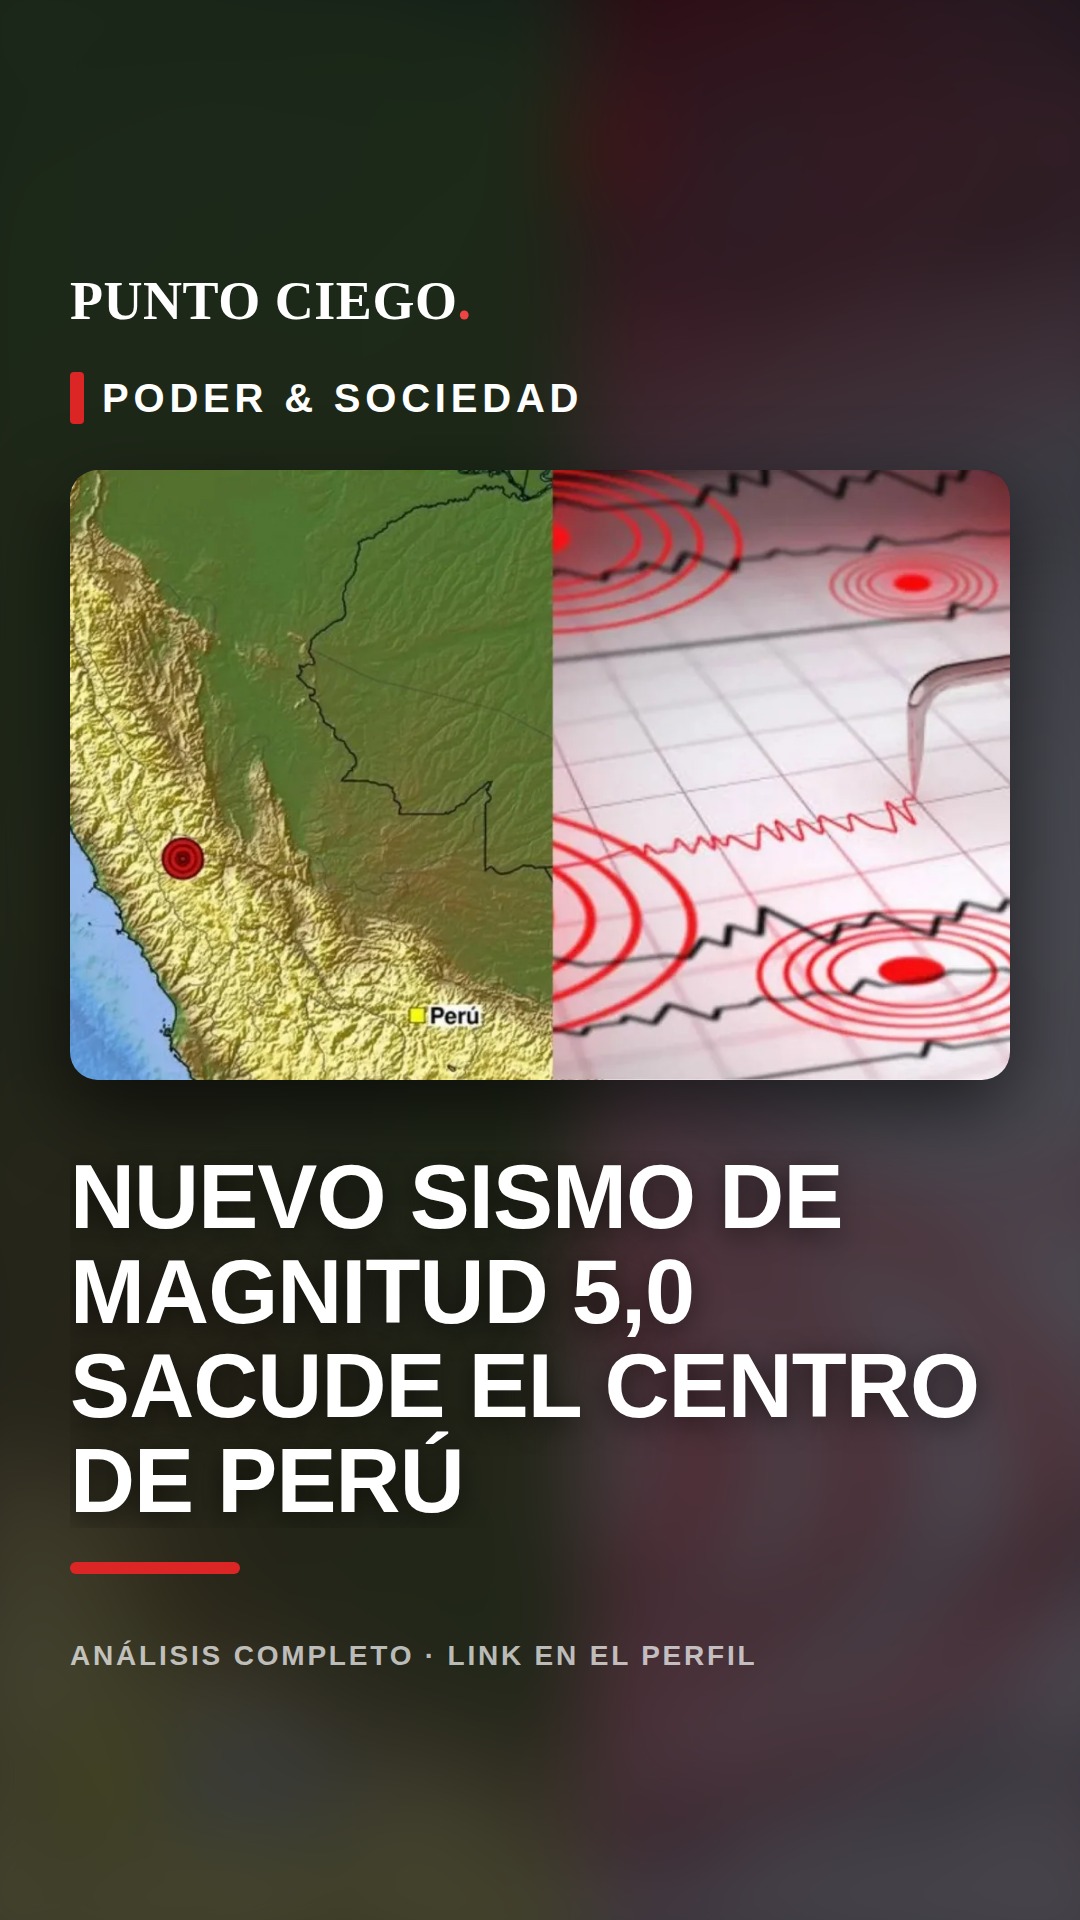 PUNTO CIEGO.
PODER & SOCIEDAD
Perú
NUEVO SISMO DE
MAGNITUD 5,0
SACUDE EL CENTRO
DE PERÚ
ANÁLISIS COMPLETO · LINK EN EL PERFIL